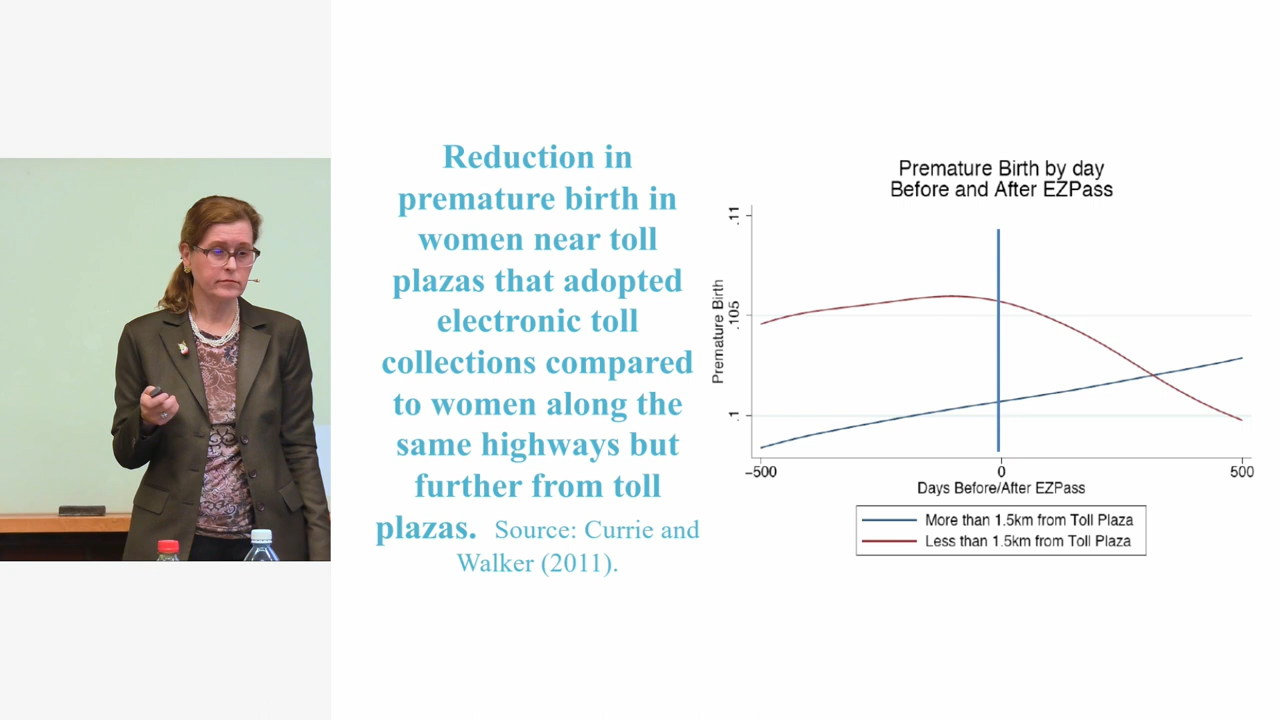 Reduction in
premature birth in
women near toll
plazas that adopted
electronic toll
collections compared
to women along the
same highways but
further from toll
plazas. Source: Currie and
Walker (2011).
Premature Birth by day
Before and After EZPass
Premature Birth
.11
.105
.1
−500
0
500
Days Before/After EZPass
More than 1.5km from Toll Plaza
Less than 1.5km from Toll Plaza